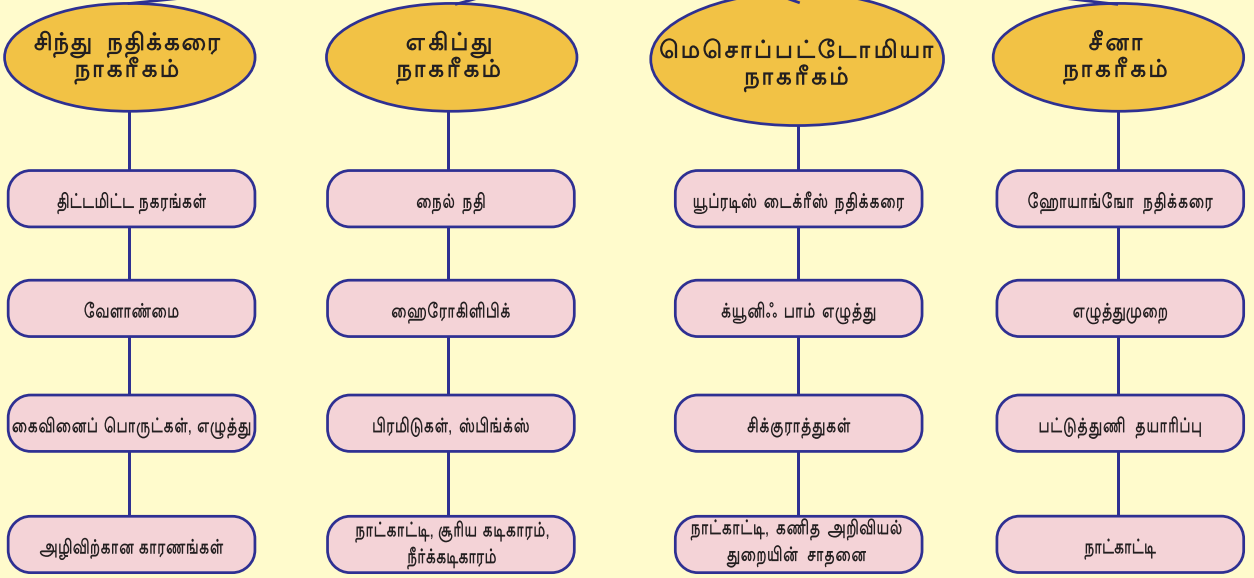 சிந்து நதிக்கரை
நாகரீகம்
திட்டமிட்ட நகரங்கள்
வேளாண்மை
கைவினைப் பொருட்கள், எழுத்து
அழிவிற்கான காரணங்கள்
எகிப்து
நாகரீகம்
நைல் நதி
ஹைரோகிளிபிக்
பிரமிடுகள், ஸ்பிங்க்ஸ்
நாட்காட்டி, சூரிய கடிகாரம்,
நீர்க்கடிகாரம்
மெசொப்பட்டோமியா
நாகரீகம்
யூப்ரடிஸ் டைக்ரீஸ் நதிக்கரை
க்யூனிஃ பாம் எழுத்து
சிக்குராத்துகள்
நாட்காட்டி, கணித அறிவியல்
துறையின் சாதனை
சீனா
நாகரீகம்
ஹோயாங்ஹோ நதிக்கரை
எழுத்துமுறை
பட்டுத்துணி தயாரிப்பு
நாட்காட்டி